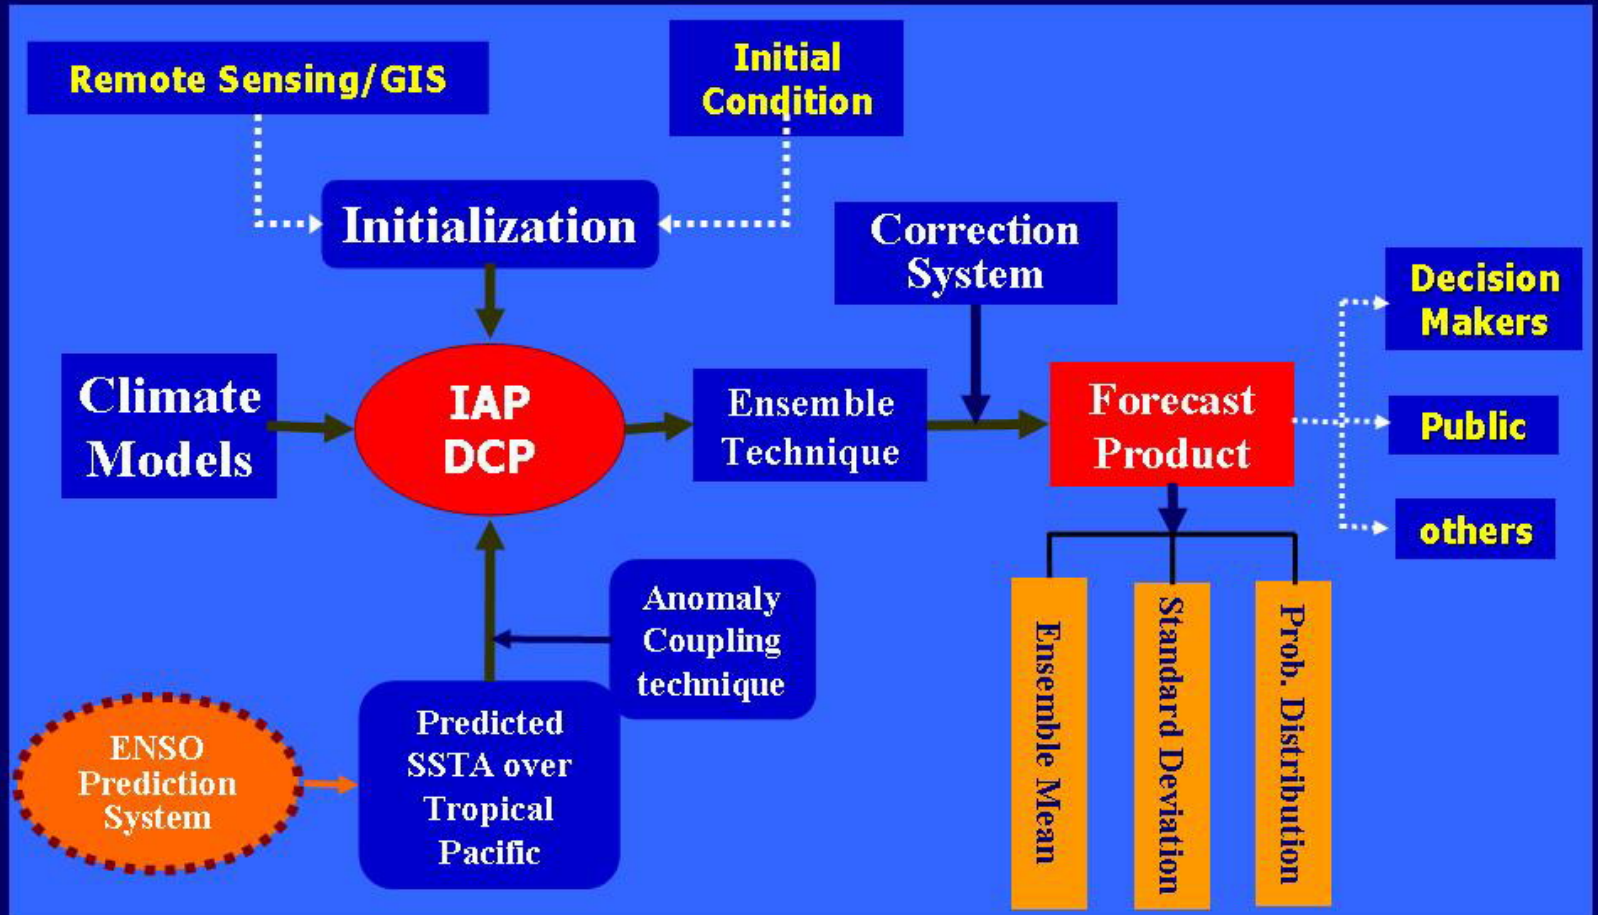 Remote Sensing/GIS
Initial
Condition
Initialization
Correction
System
Decision
Makers
Climate
Models
IAP
DCP
Ensemble
Technique
Forecast
Product
Public
others
Anomaly
Coupling
technique
Predicted
SSTA over
Tropical
Pacific
ENSO
Prediction
System
Ensemble Mean
Standard Deviation
Prob. Distribution